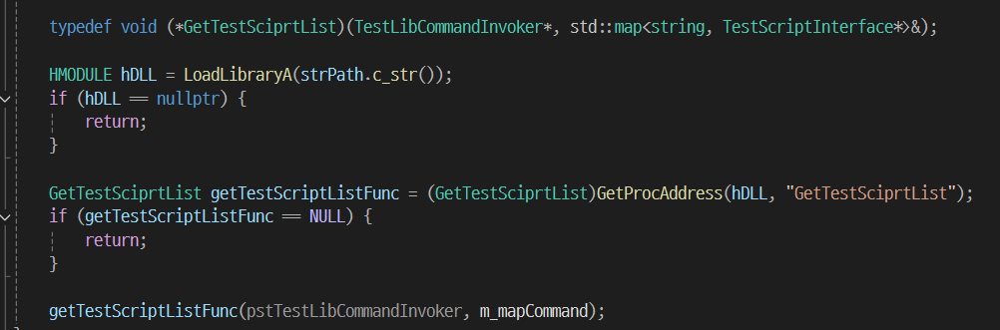 typedef void (*GetTestSciprtList)(TestLibCommandInvoker*, std::map<string, TestScriptInterface*>&);
HMODULE hDLL = LoadLibraryA(strPath.c_str());
if (hDLL == nullptr) {
return;
}
GetTestSciprtList getTestScriptListFunc = (GetTestSciprtList)GetProcAddress(hDLL, "GetTestSciprtList");
if (getTestScriptListFunc == NULL) {
return;
}
getTestScriptListFunc(pstTestLibCommandInvoker, m_mapCommand);